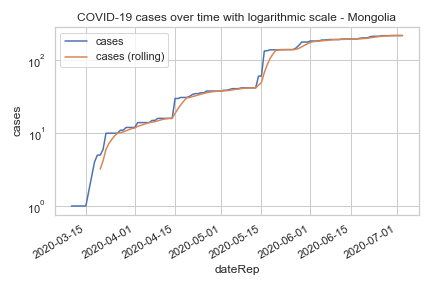 COVID-19 cases over time with logarithmic scale - Mongolia
cases
cases (rolling)
10²
10¹
10⁰
cases
2020-03-15
2020-04-01
2020-04-15
2020-05-01
2020-05-15
2020-06-01
2020-06-15
2020-07-01
dateRep